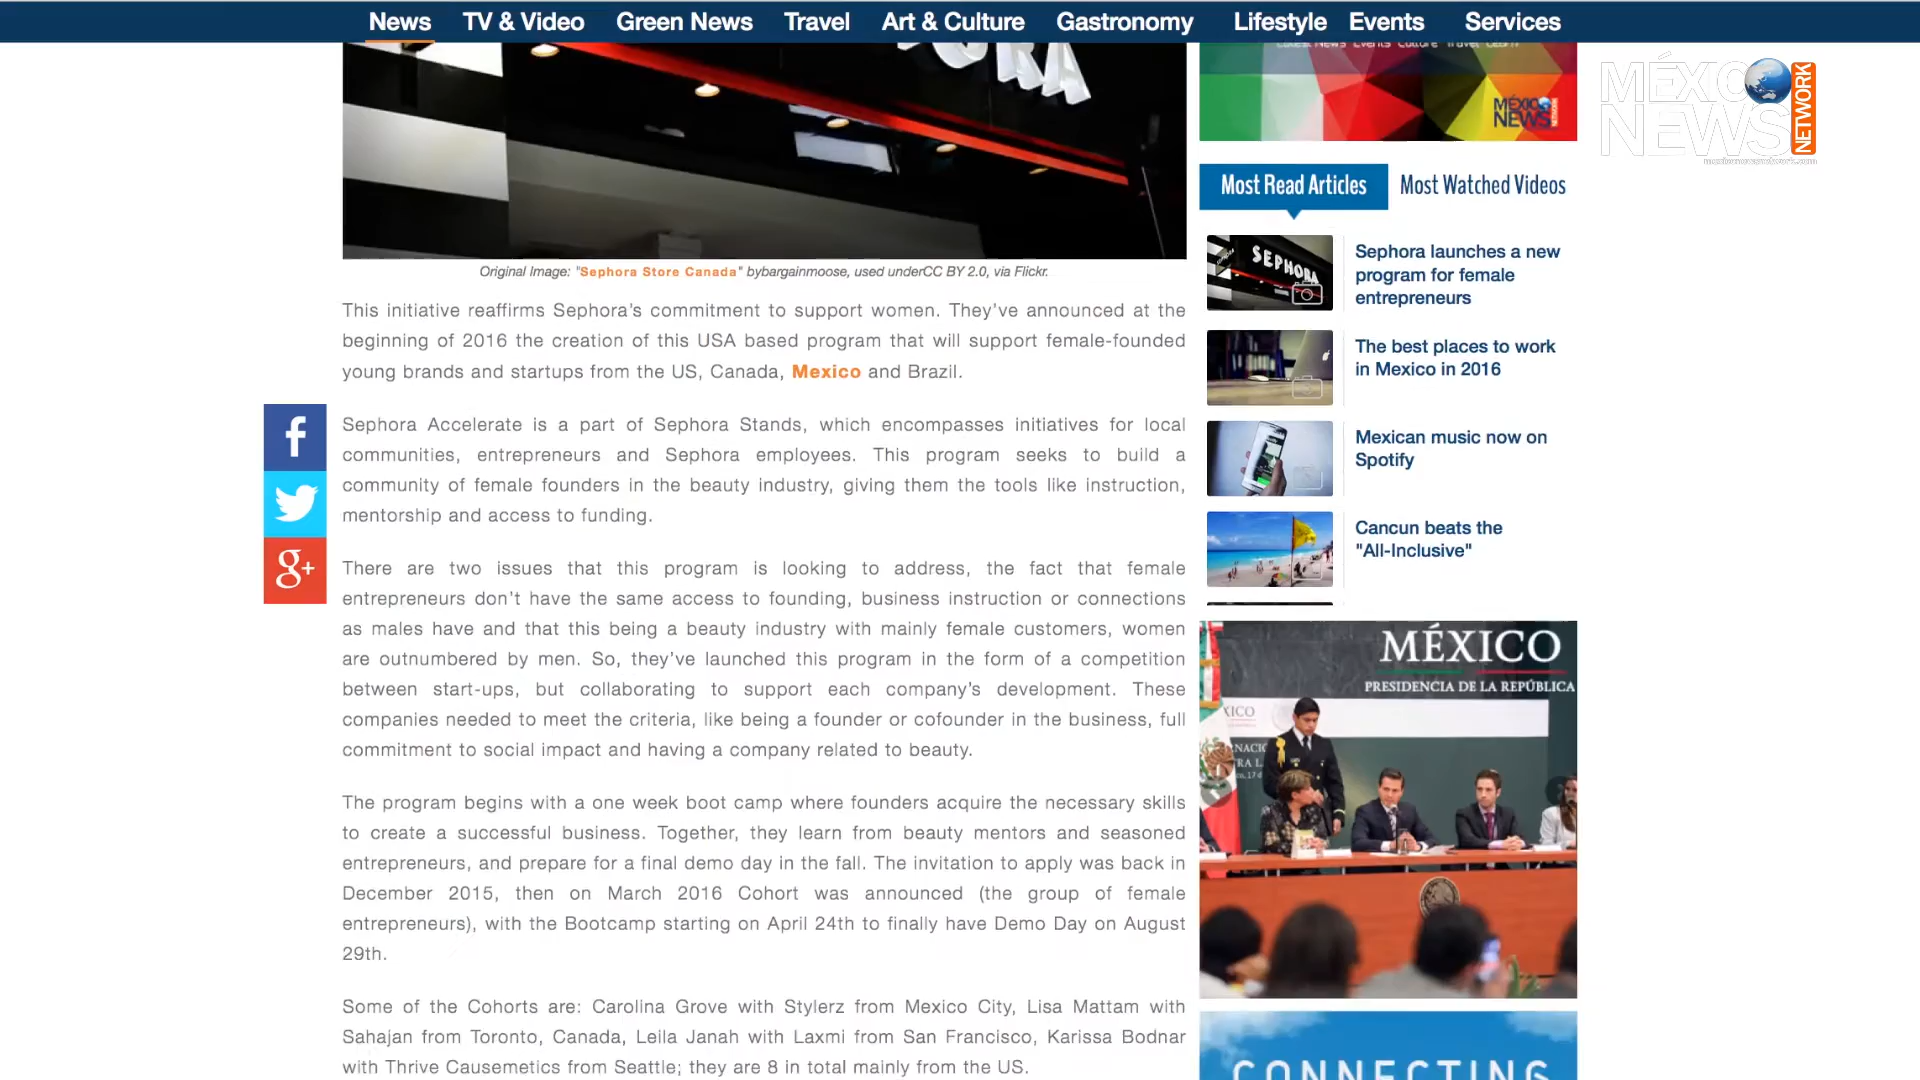 News TV & Video Green News Travel Art & Culture Gastronomy Lifestyle Events Services
ORA
Original Image: "Sephora Store Canada" bybargainmoose, used underCC BY 2.0, via Flickr.
This initiative reaffirms Sephora's commitment to support women. They've announced at the
beginning of 2016 the creation of this USA based program that will support female-founded
young brands and startups from the US, Canada, Mexico and Brazil.
Sephora Accelerate is a part of Sephora Stands, which encompasses initiatives for local
communities, entrepreneurs and Sephora employees. This program seeks to build a
community of female founders in the beauty industry, giving them the tools like instruction,
mentorship and access to funding.
There are two issues that this program is looking to address, the fact that female
entrepreneurs don't have the same access to founding, business instruction or connections
as males have and that this being a beauty industry with mainly female customers, women
are outnumbered by men. So, they've launched this program in the form of a competition
between start-ups, but collaborating to support each company's development. These
companies needed to meet the criteria, like being a founder or cofounder in the business, full
commitment to social impact and having a company related to beauty.
The program begins with a one week boot camp where founders acquire the necessary skills
to create a successful business. Together, they learn from beauty mentors and seasoned
entrepreneurs, and prepare for a final demo day in the fall. The invitation to apply was back in
December 2015, then on March 2016 Cohort was announced (the group of female
entrepreneurs), with the Bootcamp starting on April 24th to finally have Demo Day on August
29th.
Some of the Cohorts are: Carolina Grove with Stylerz from Mexico City, Lisa Mattam with
Sahajan from Toronto, Canada, Leila Janah with Laxmi from San Francisco, Karissa Bodnar
with Thrive Causemetics from Seattle; they are 8 in total mainly from the US.
f
g+
MÉXICO
NEWS
NETWORK
Most Read Articles Most Watched Videos
SEPHORA
Sephora launches a new
program for female
entrepreneurs
The best places to work
in Mexico in 2016
Mexican music now on
Spotify
Cancun beats the
"All-Inclusive"
MÉXICO
PRESIDENCIA DE LA REPÚBLICA
CONNECTING
MÉXICO
NEWS
NETWORK
mexiconewsnetwork.com